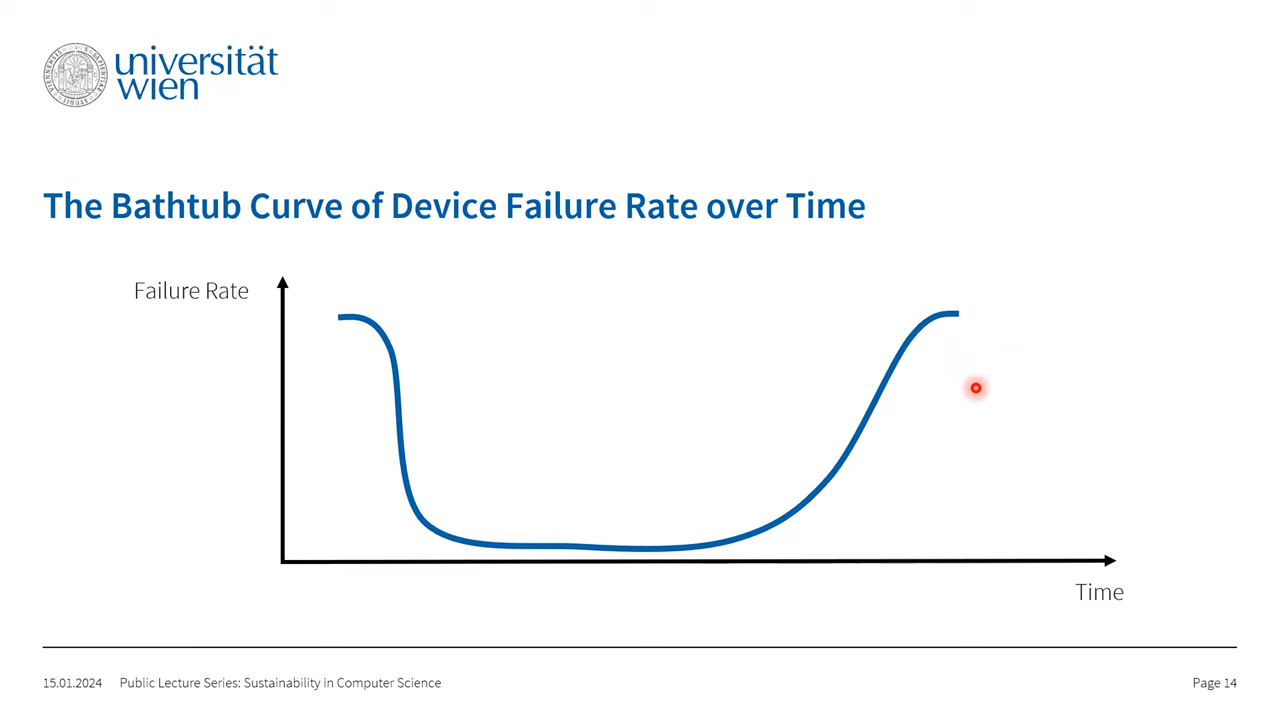 universität
wien
The Bathtub Curve of Device Failure Rate over Time
Failure Rate
Time
15.01.2024 Public Lecture Series: Sustainability in Computer Science Page 14